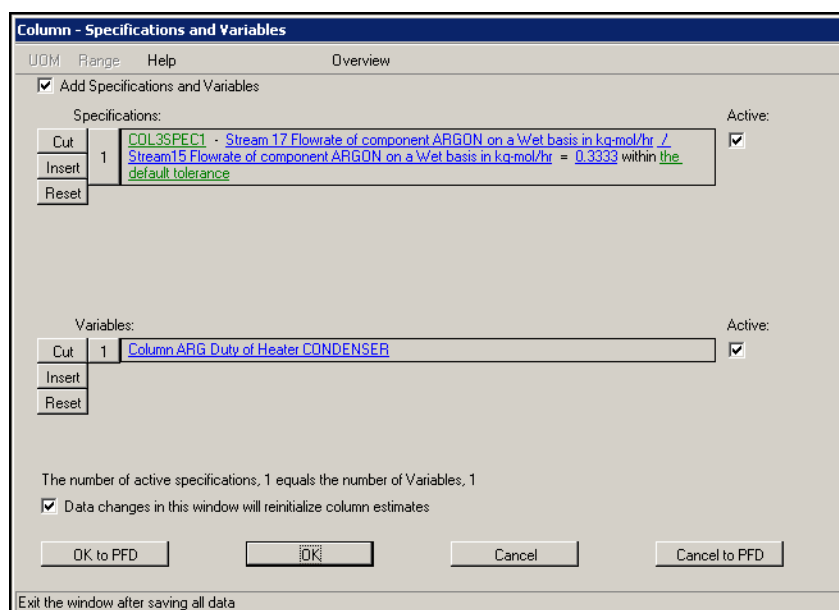 Column - Specifications and Variables
UOM Range Help Overview
Add Specifications and Variables
Specifications: Active:
Cut
Insert
Reset
1
COL3SPEC1 - Stream 17 Flowrate of component ARGON on a Wet basis in kg-mol/hr /
Stream15 Flowrate of component ARGON on a Wet basis in kg-mol/hr = 0.3333 within the
default tolerance
Variables: Active:
Cut 1 Column ARG Duty of Heater CONDENSER
Insert
Reset
The number of active specifications, 1 equals the number of Variables, 1
Data changes in this window will reinitialize column estimates
OK to PFD OK Cancel Cancel to PFD
Exit the window after saving all data